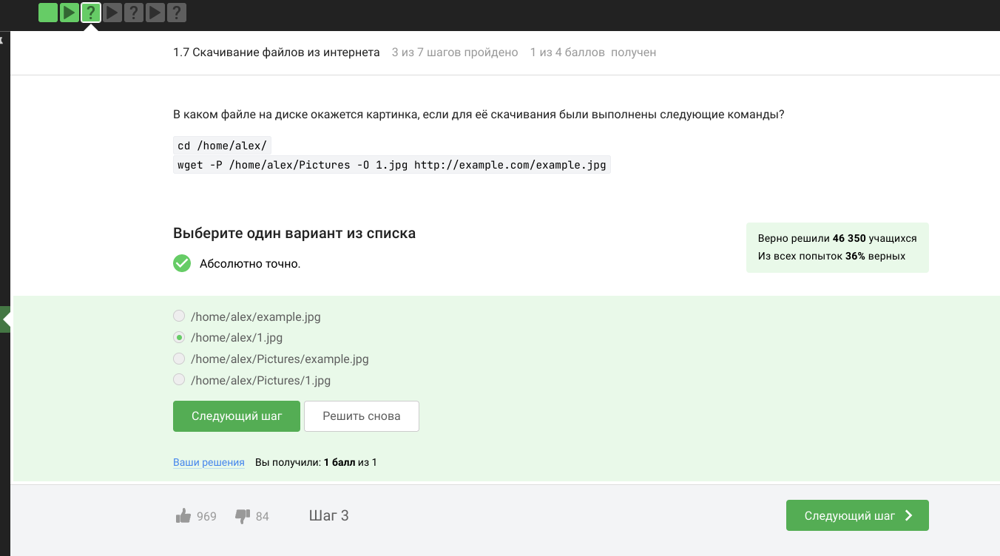 ? ? ?
1.7 Скачивание файлов из интернета 3 из 7 шагов пройдено 1 из 4 баллов получен
В каком файле на диске окажется картинка, если для её скачивания были выполнены следующие команды?
cd /home/alex/
wget -P /home/alex/Pictures -O 1.jpg http://example.com/example.jpg
Выберите один вариант из списка
Верно решили 46 350 учащихся
Из всех попыток 36% верных
Абсолютно точно.
/home/alex/example.jpg
/home/alex/1.jpg
/home/alex/Pictures/example.jpg
/home/alex/Pictures/1.jpg
Следующий шаг Решить снова
Ваши решения Вы получили: 1 балл из 1
969 84 Шаг 3 Следующий шаг